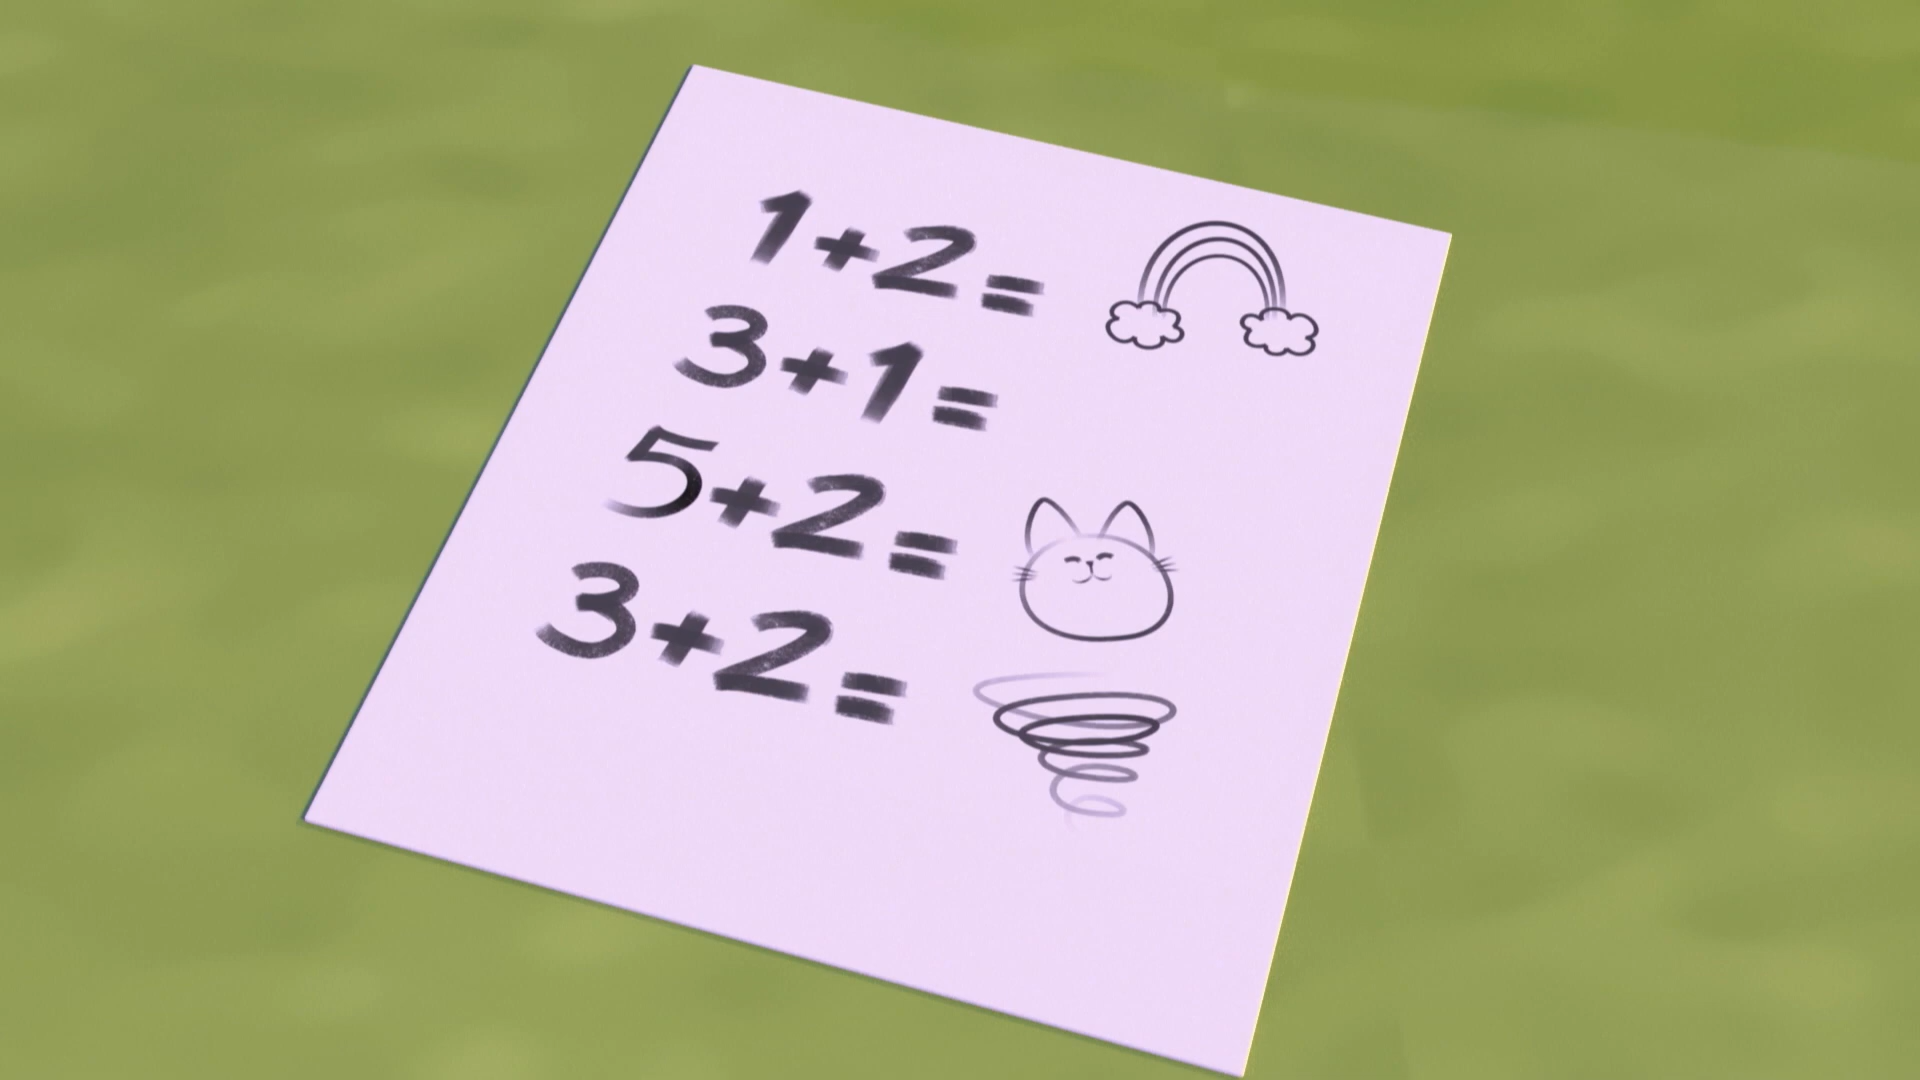 1+2=
3+1=
5+2=
3+2=